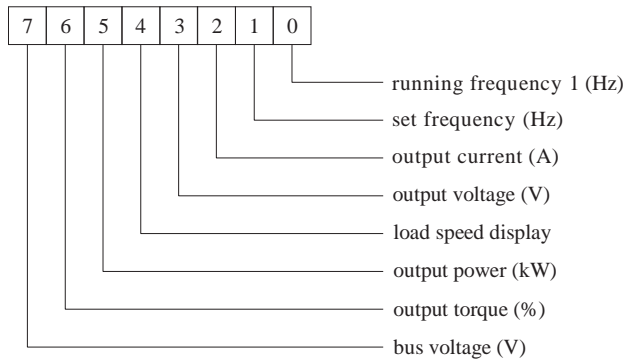 7 6 5 4 3 2 1 0
running frequency 1 (Hz)
set frequency (Hz)
output current (A)
output voltage (V)
load speed display
output power (kW)
output torque (%)
bus voltage (V)